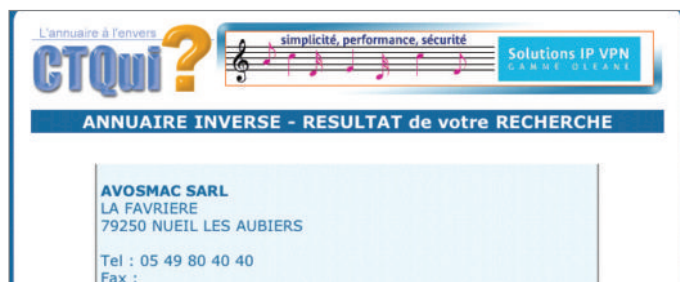 L'annuaire à l'envers
CTQui?
simplicité, performance, sécurité
Solutions IP VPN
GAMME OLEANE
ANNUAIRE INVERSE - RESULTAT de votre RECHERCHE
AVOSMAC SARL
LA FAVRIERE
79250 NUEIL LES AUBIERS
Tel : 05 49 80 40 40
Fax :